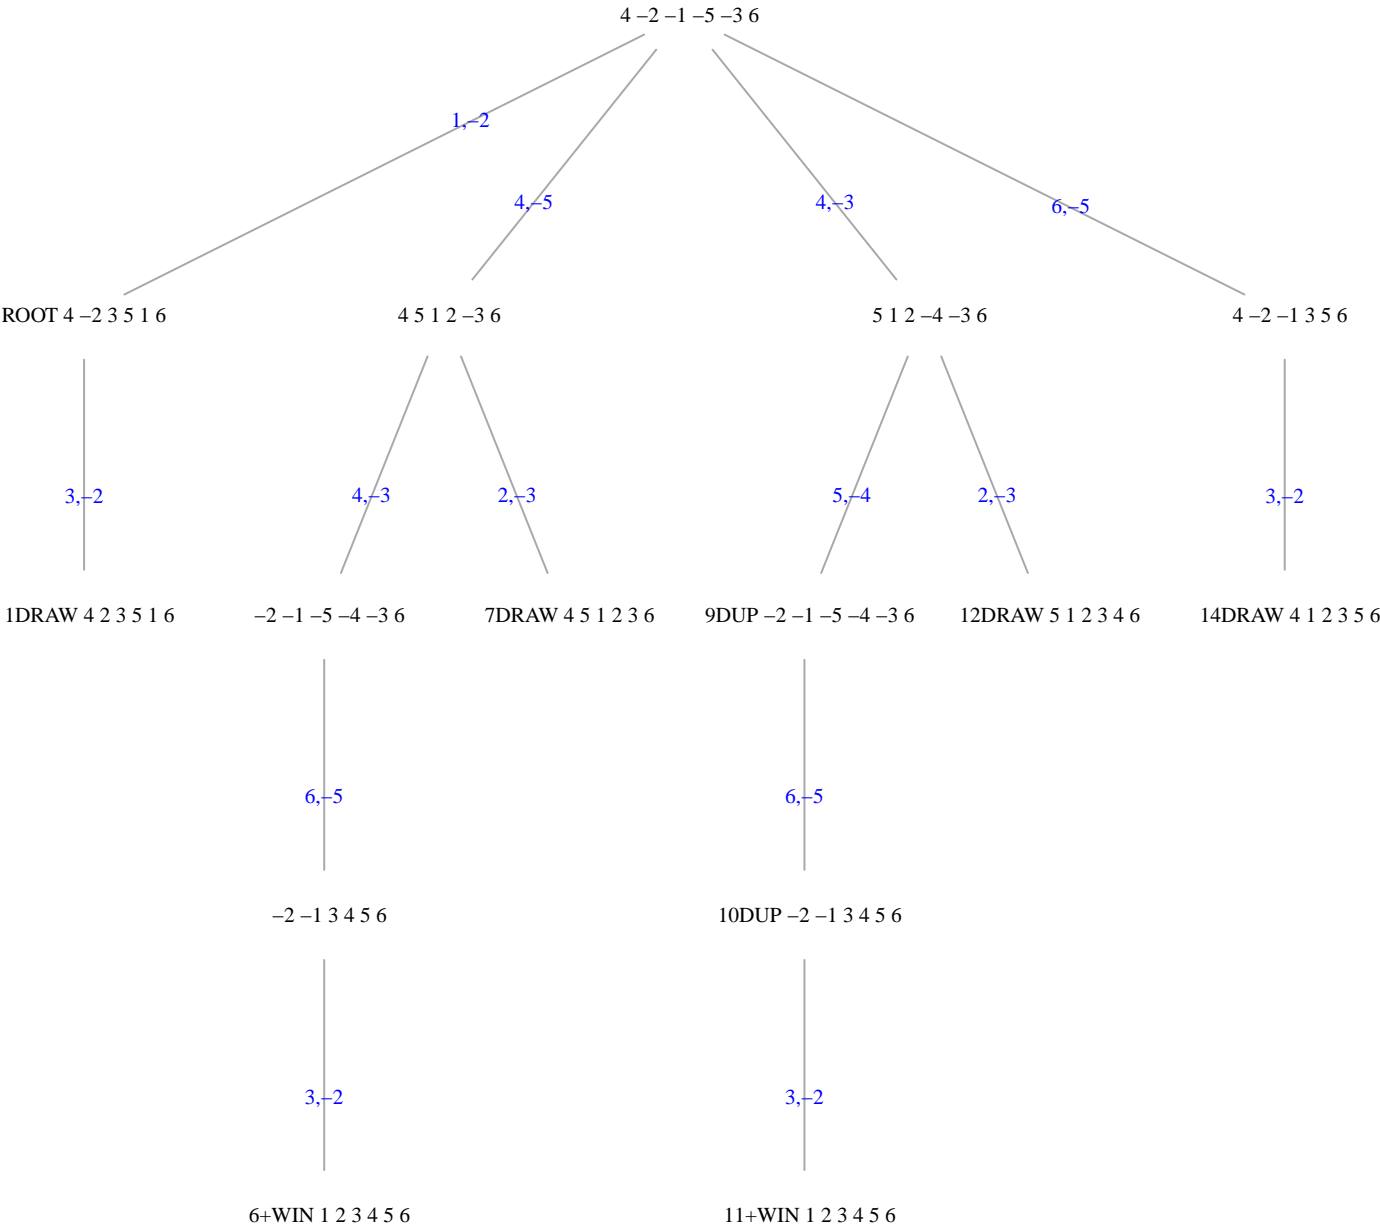 4 –2 –1 –5 –3 6
1,–2
4,–5
4,–3
6,–5
ROOT 4 –2 3 5 1 6
4 5 1 2 –3 6
5 1 2 –4 –3 6
4 –2 –1 3 5 6
3,–2
4,–3
2,–3
5,–4
2,–3
3,–2
1DRAW 4 2 3 5 1 6
–2 –1 –5 –4 –3 6
7DRAW 4 5 1 2 3 6
9DUP –2 –1 –5 –4 –3 6
12DRAW 5 1 2 3 4 6
14DRAW 4 1 2 3 5 6
6,–5
6,–5
–2 –1 3 4 5 6
10DUP –2 –1 3 4 5 6
3,–2
3,–2
6+WIN 1 2 3 4 5 6
11+WIN 1 2 3 4 5 6